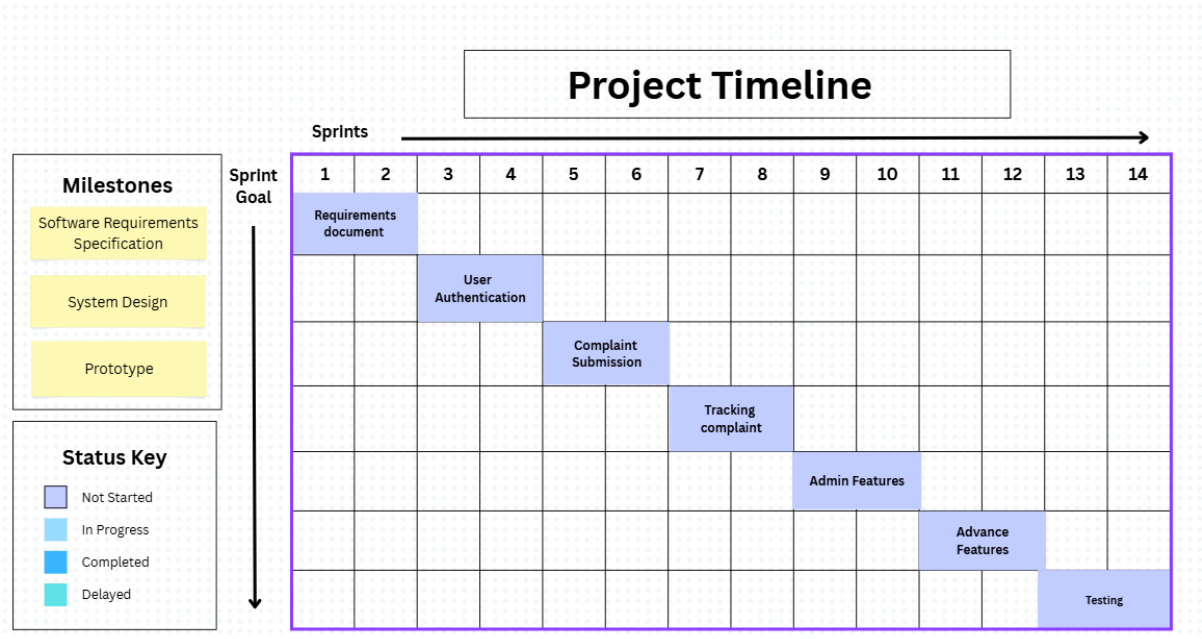 Project Timeline
Sprints
Milestones
Software Requirements
Specification
System Design
Prototype
Status Key
Not Started
In Progress
Completed
Delayed
Sprint
Goal
1 2 3 4 5 6 7 8 9 10 11 12 13 14
Requirements
document
User
Authentication
Complaint
Submission
Tracking
complaint
Admin Features
Advance
Features
Testing